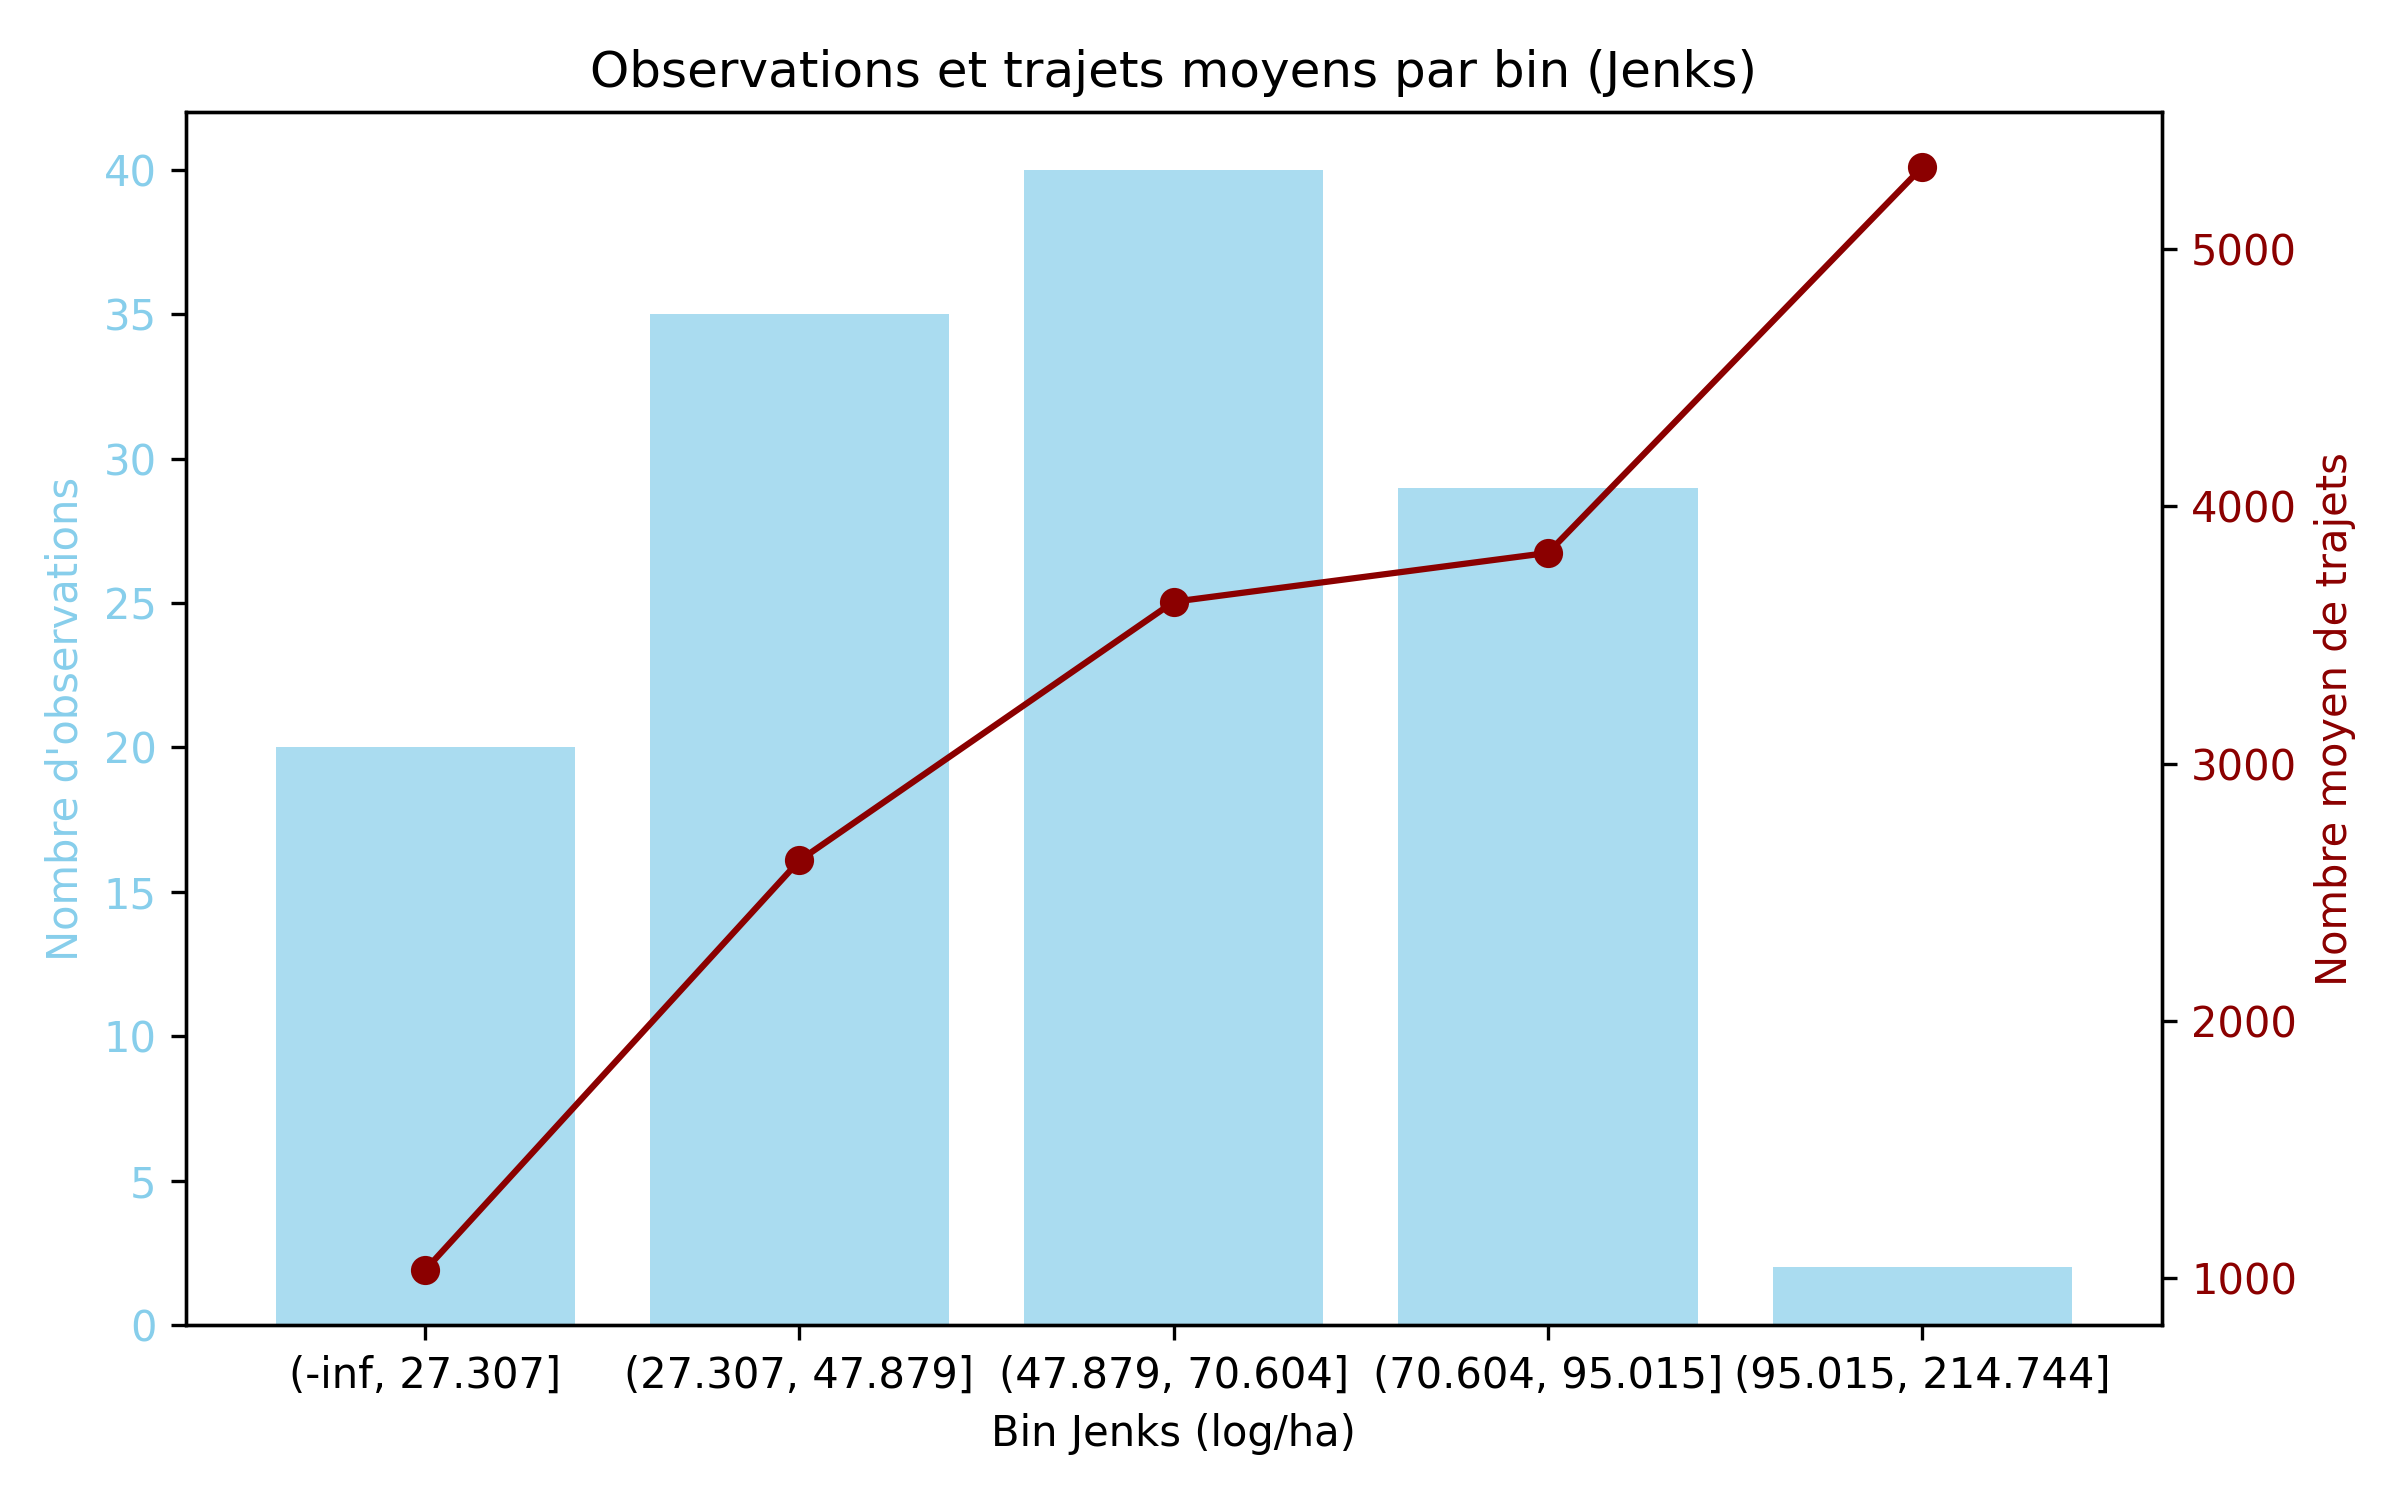 Observations et trajets moyens par bin (Jenks)
Nombre d'observations
40
35
30
25
20
15
10
5
0
5000
4000
3000
2000
1000
Nombre moyen de trajets
(-inf, 27.307] (27.307, 47.879] (47.879, 70.604] (70.604, 95.015] (95.015, 214.744]
Bin Jenks (log/ha)